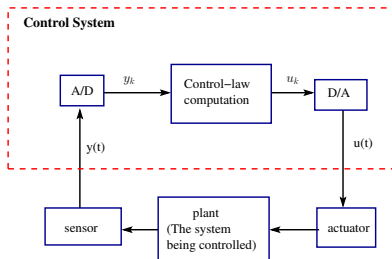 Control System
A/D
y_k
Control−law
computation
u_k
D/A
y(t)
u(t)
sensor
plant
(The system
being controlled)
actuator